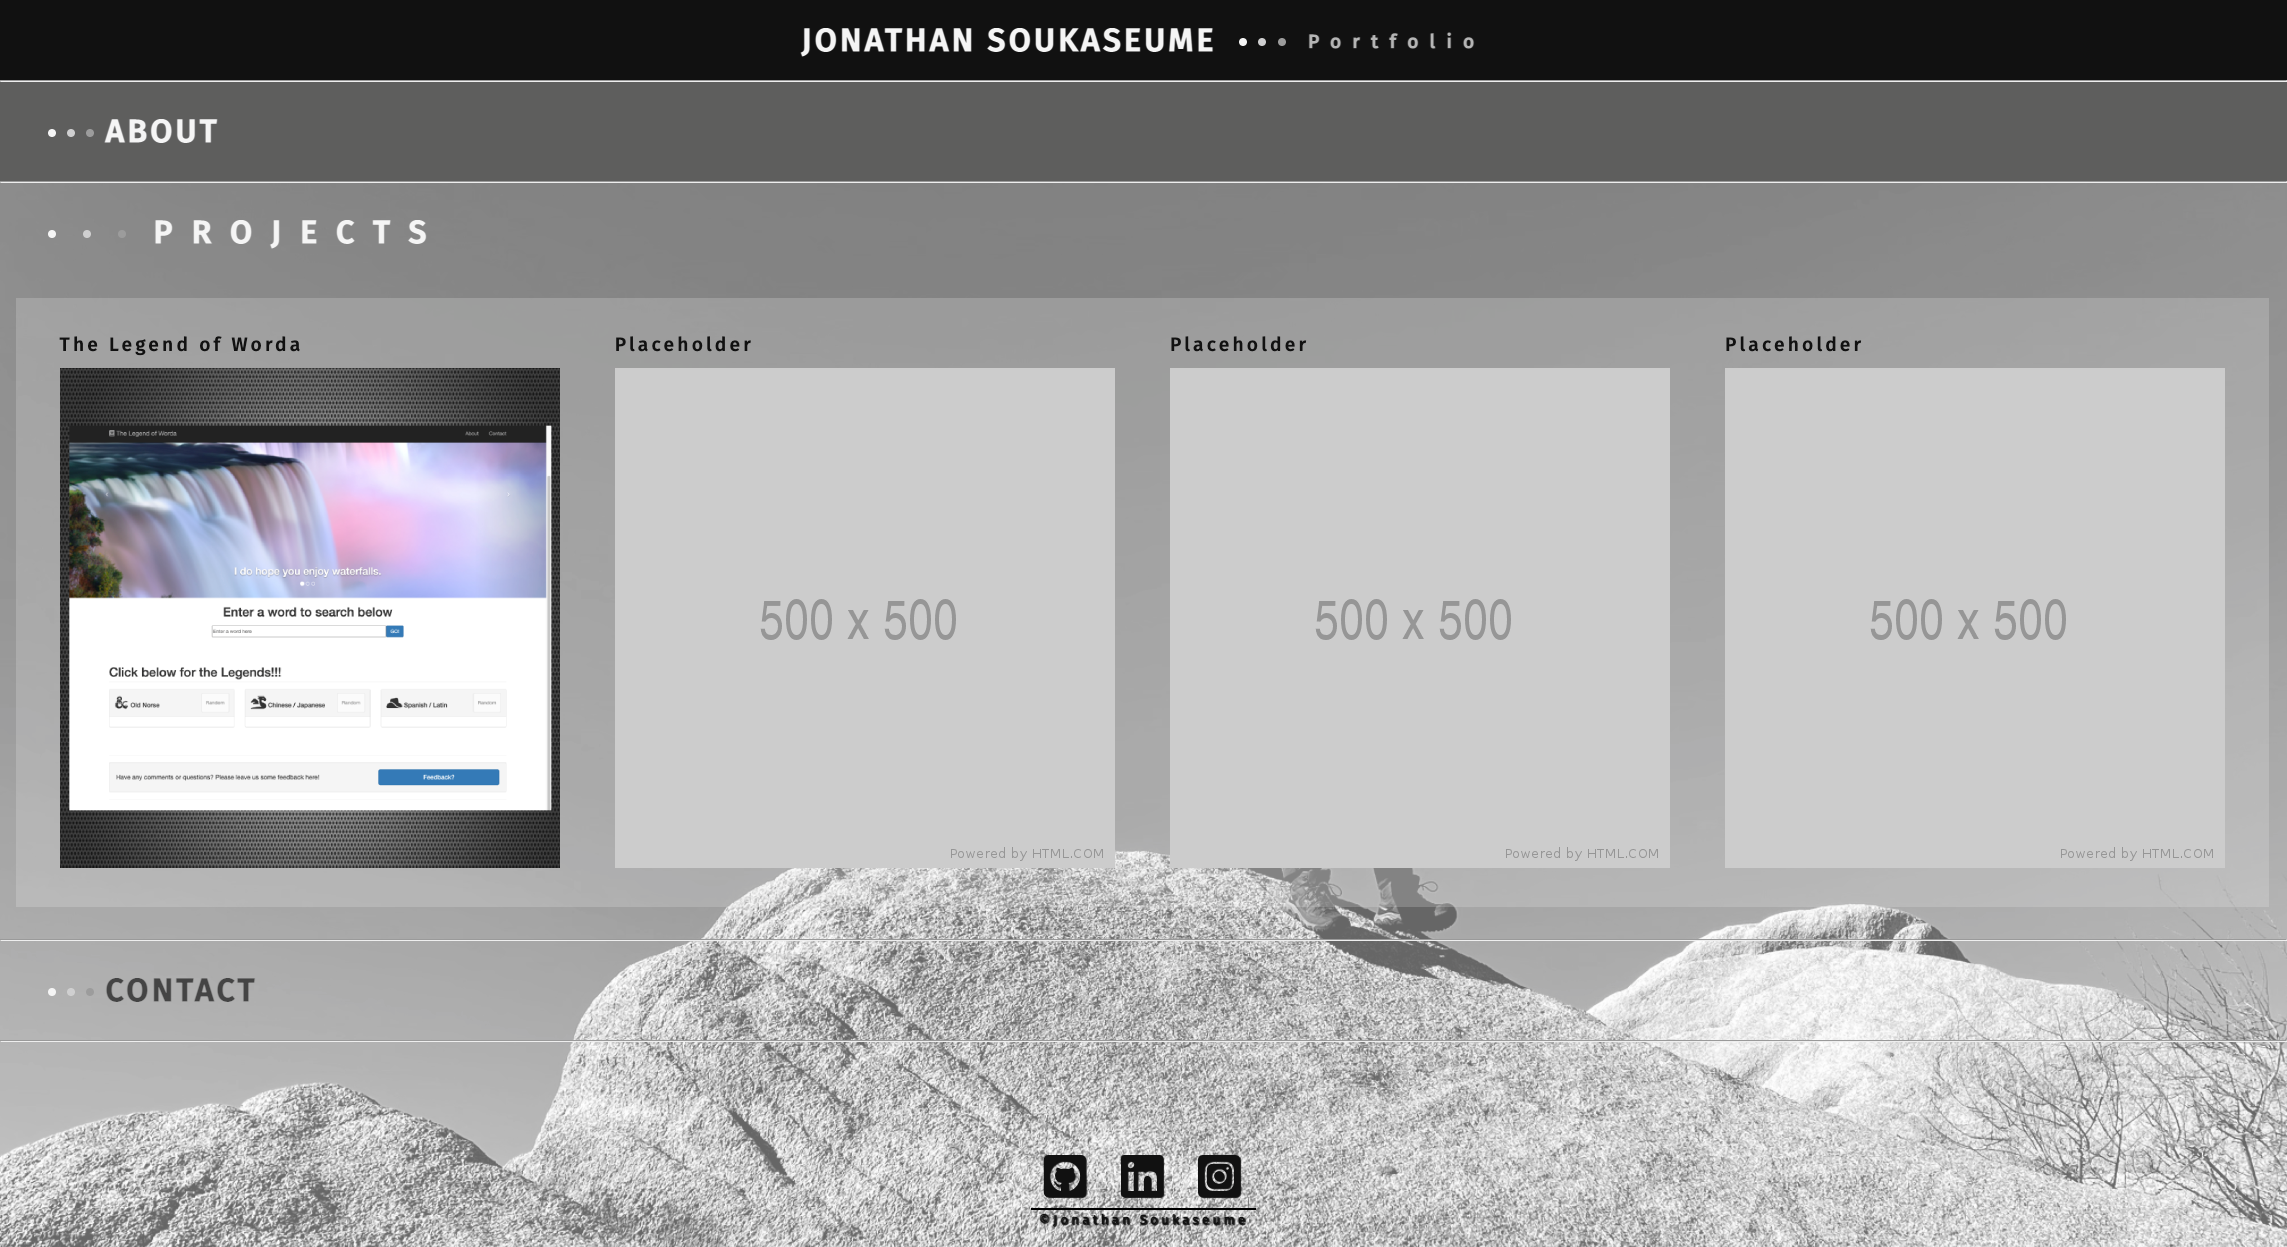 JONATHAN SOUKASEUME ••• Portfolio
••• ABOUT
••• PROJECTS
The Legend of Worda
Placeholder
Placeholder
Placeholder
The Legend of Worda About Contact
I do hope you enjoy waterfalls.
Enter a word to search below
Enter a word here GO!
Click below for the Legends!!!
Old Norse Random Chinese / Japanese Random Spanish / Latin Random
Have any comments or questions? Please leave us some feedback here! Feedback?
500 x 500
Powered by HTML.COM
500 x 500
Powered by HTML.COM
500 x 500
Powered by HTML.COM
••• CONTACT
in
©Jonathan Soukaseume